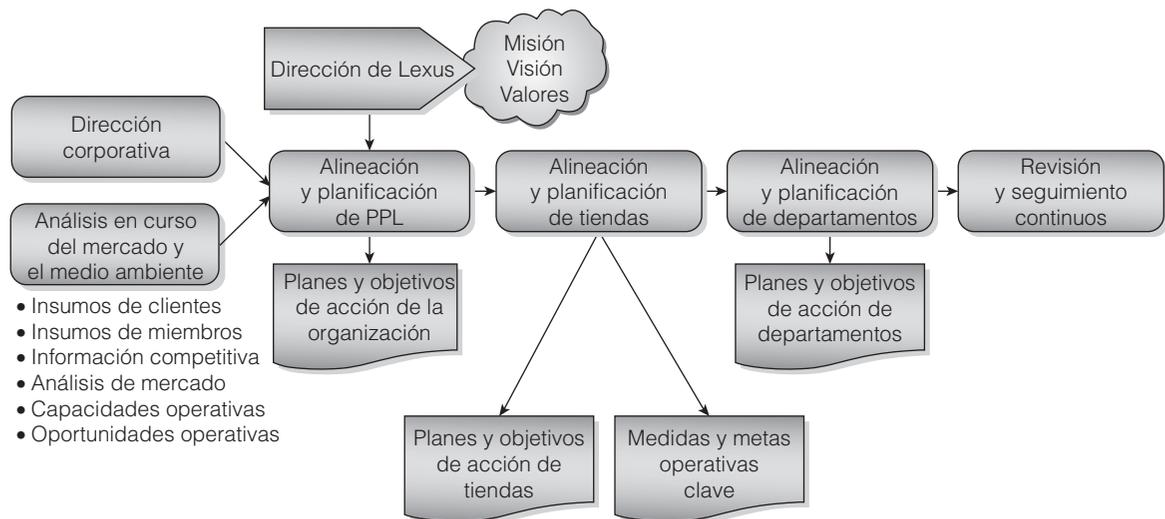 Dirección de Lexus
Misión
Visión
Valores
Dirección
corporativa
Alineación
y planificación
de PPL
Alineación
y planificación
de tiendas
Alineación
y planificación
de departamentos
Revisión
y seguimiento
continuos
Análisis en curso
del mercado y
el medio ambiente
• Insumos de clientes
• Insumos de miembros
• Información competitiva
• Análisis de mercado
• Capacidades operativas
• Oportunidades operativas
Planes y objetivos
de acción de la
organización
Planes y objetivos
de acción de
departamentos
Planes y objetivos
de acción de
tiendas
Medidas y metas
operativas
clave